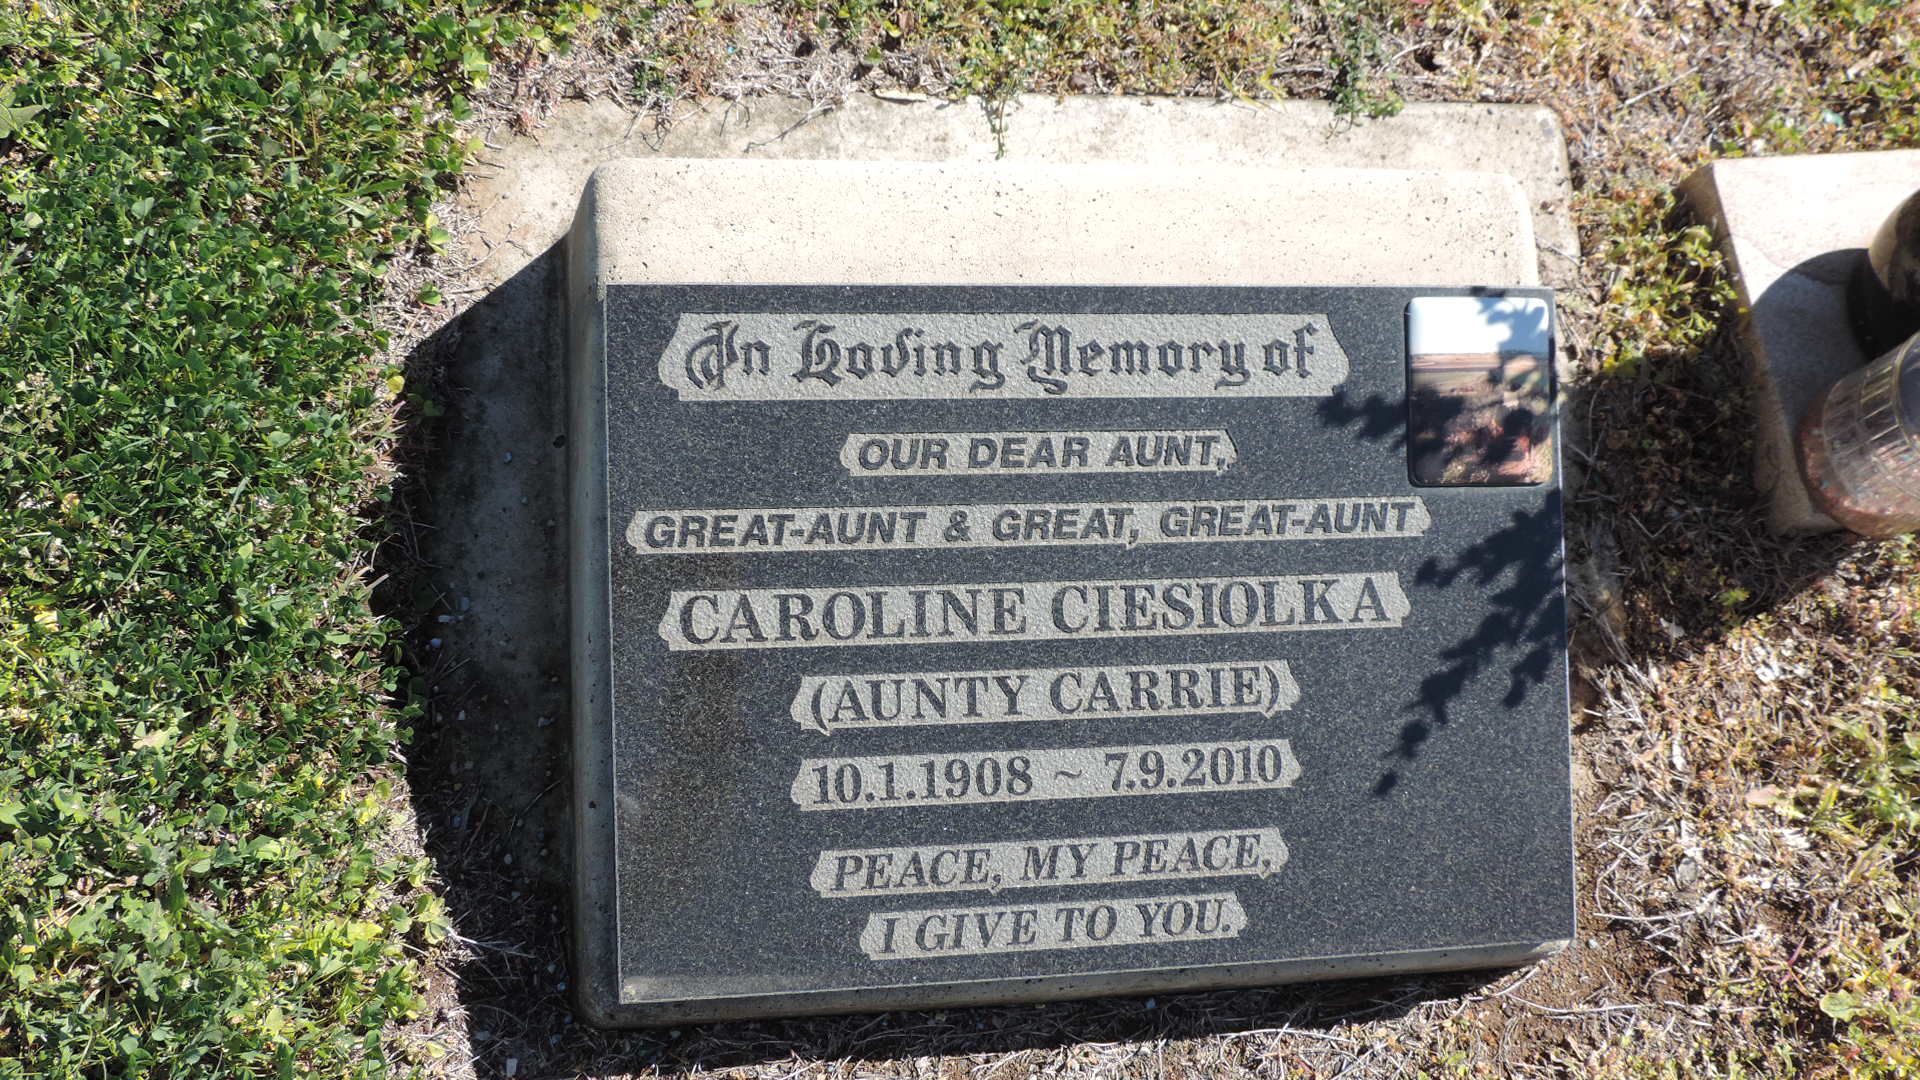 In Loving Memory of
OUR DEAR AUNT,
GREAT-AUNT & GREAT, GREAT-AUNT
CAROLINE CIESIOLKA
(AUNTY CARRIE)
10.1.1908 ~ 7.9.2010
PEACE, MY PEACE,
I GIVE TO YOU.